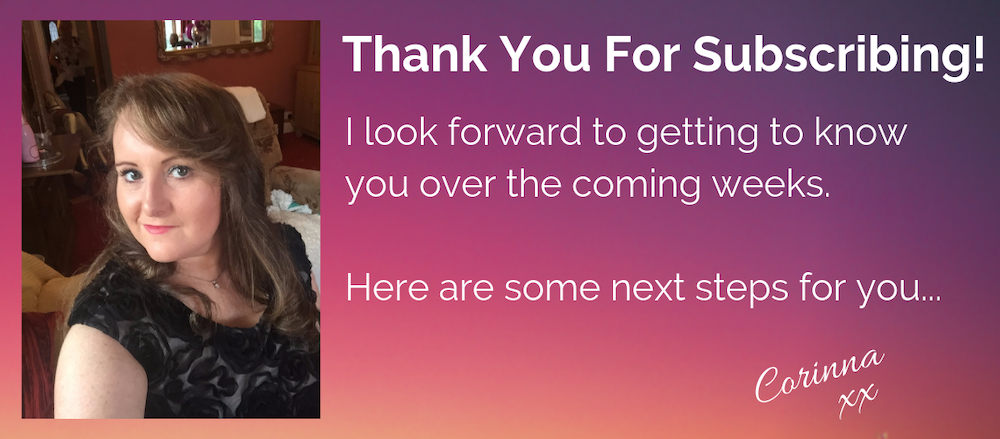 Thank You For Subscribing!
I look forward to getting to know
you over the coming weeks.
Here are some next steps for you...
Corinna
xx